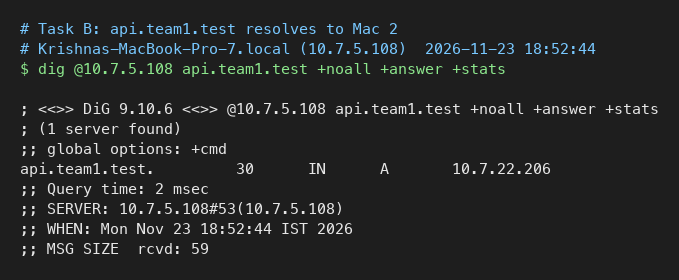 # Task B: api.team1.test resolves to Mac 2
# Krishnas-MacBook-Pro-7.local (10.7.5.108)  2026-11-23 18:52:44
$ dig @10.7.5.108 api.team1.test +noall +answer +stats

; <<>> DiG 9.10.6 <<>> @10.7.5.108 api.team1.test +noall +answer +stats
; (1 server found)
;; global options: +cmd
api.team1.test.         30      IN      A       10.7.22.206
;; Query time: 2 msec
;; SERVER: 10.7.5.108#53(10.7.5.108)
;; WHEN: Mon Nov 23 18:52:44 IST 2026
;; MSG SIZE  rcvd: 59